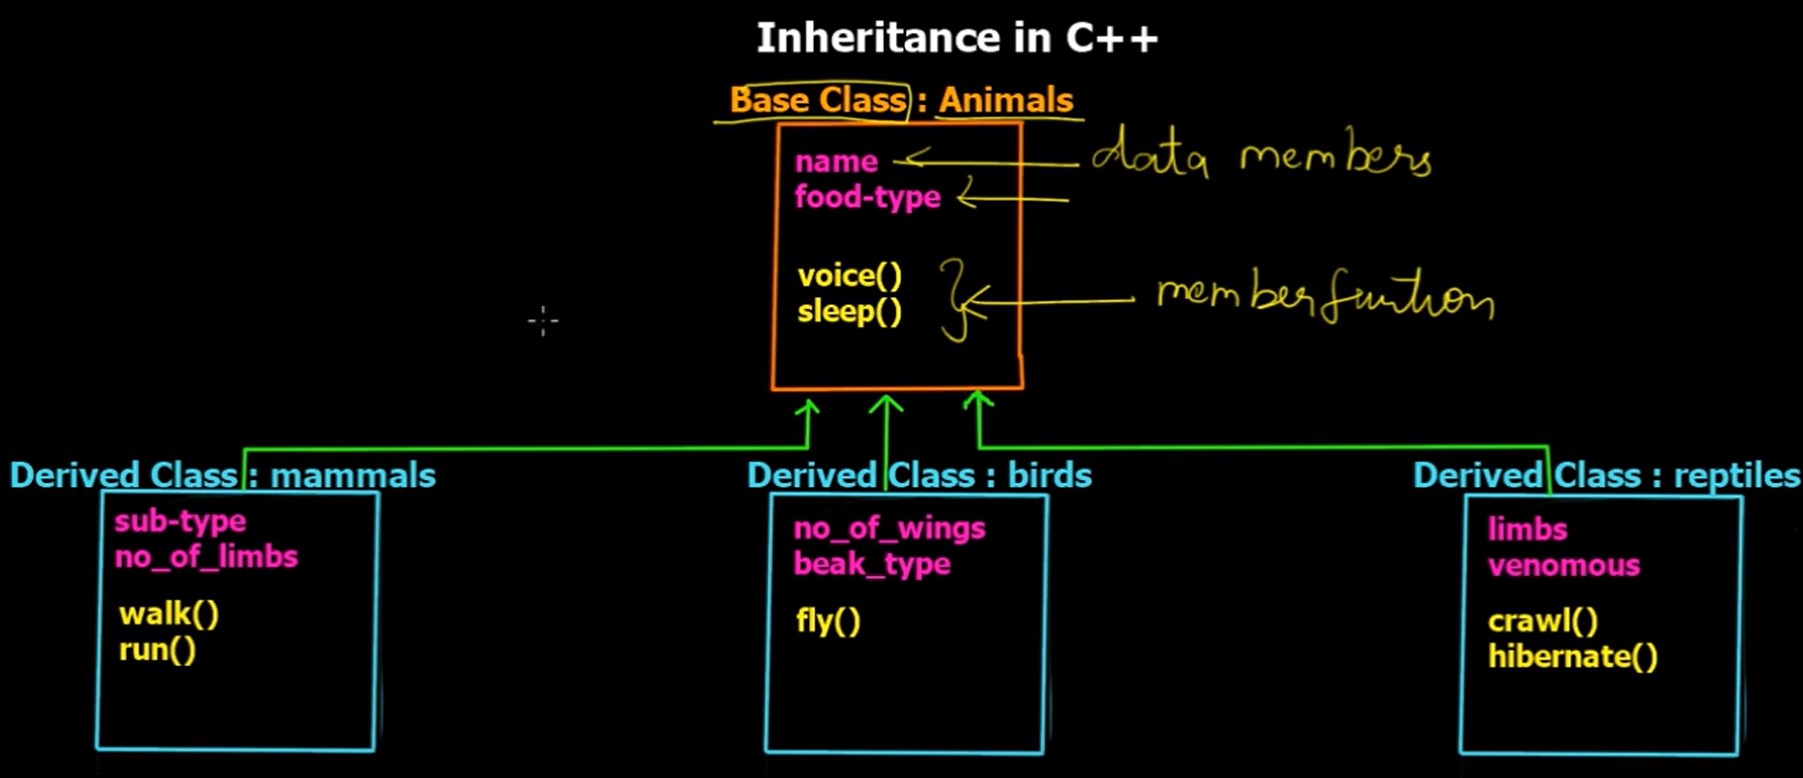 Inheritance in C++
Base Class : Animals
name
data members
food-type
voice()
sleep()
member function
Derived Class : mammals
sub-type
no_of_limbs
walk()
run()
Derived Class : birds
no_of_wings
beak_type
fly()
Derived Class : reptiles
limbs
venomous
crawl()
hibernate()